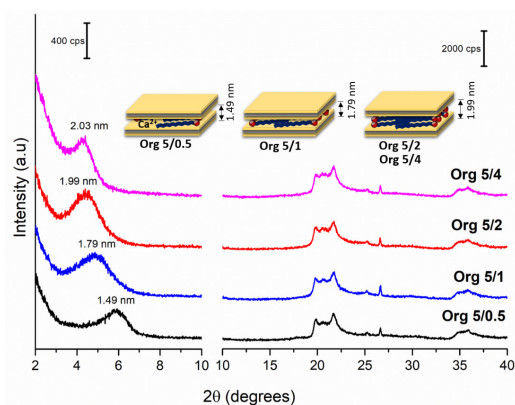 400 cps
2000 cps
1.49 nm
1.79 nm
1.99 nm
Ca²⁺
Org 5/0.5
Org 5/1
Org 5/2
Org 5/4
2.03 nm
Org 5/4
1.99 nm
Org 5/2
1.79 nm
Org 5/1
1.49 nm
Org 5/0.5
Intensity (a.u)
2 4 6 8 10 10 15 20 25 30 35 40
2θ (degrees)